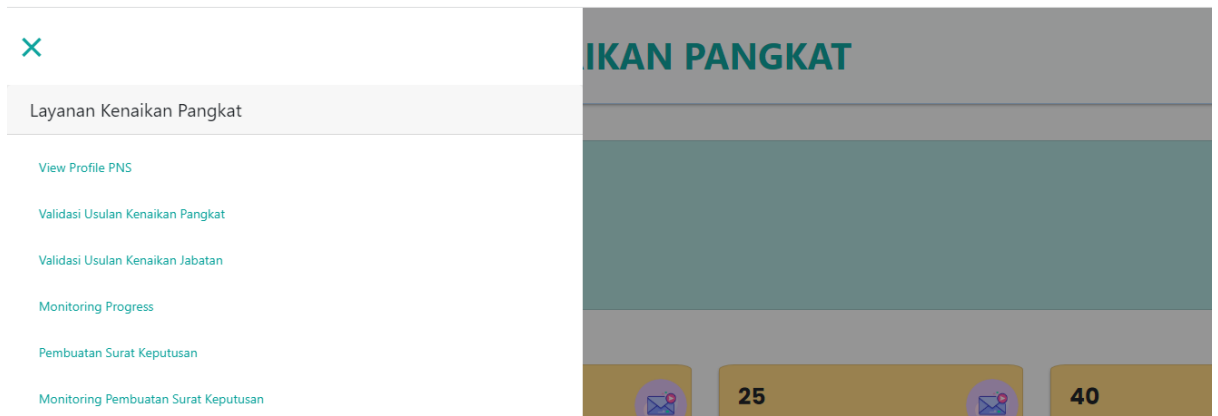 IKAN PANGKAT
Layanan Kenaikan Pangkat
View Profile PNS
Validasi Usulan Kenaikan Pangkat
Validasi Usulan Kenaikan Jabatan
Monitoring Progress
Pembuatan Surat Keputusan
Monitoring Pembuatan Surat Keputusan
25
40